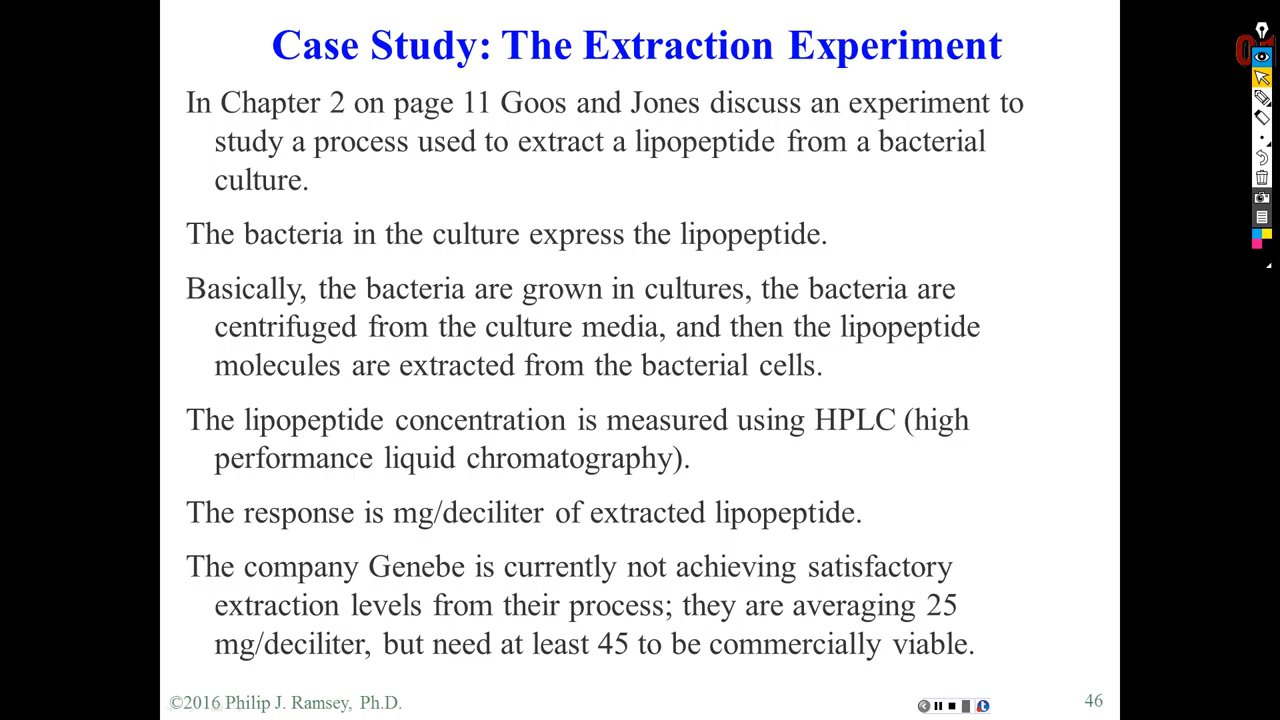 Case Study: The Extraction Experiment
In Chapter 2 on page 11 Goos and Jones discuss an experiment to
study a process used to extract a lipopeptide from a bacterial
culture.
The bacteria in the culture express the lipopeptide.
Basically, the bacteria are grown in cultures, the bacteria are
centrifuged from the culture media, and then the lipopeptide
molecules are extracted from the bacterial cells.
The lipopeptide concentration is measured using HPLC (high
performance liquid chromatography).
The response is mg/deciliter of extracted lipopeptide.
The company Genebe is currently not achieving satisfactory
extraction levels from their process; they are averaging 25
mg/deciliter, but need at least 45 to be commercially viable.
©2016 Philip J. Ramsey, Ph.D.
46